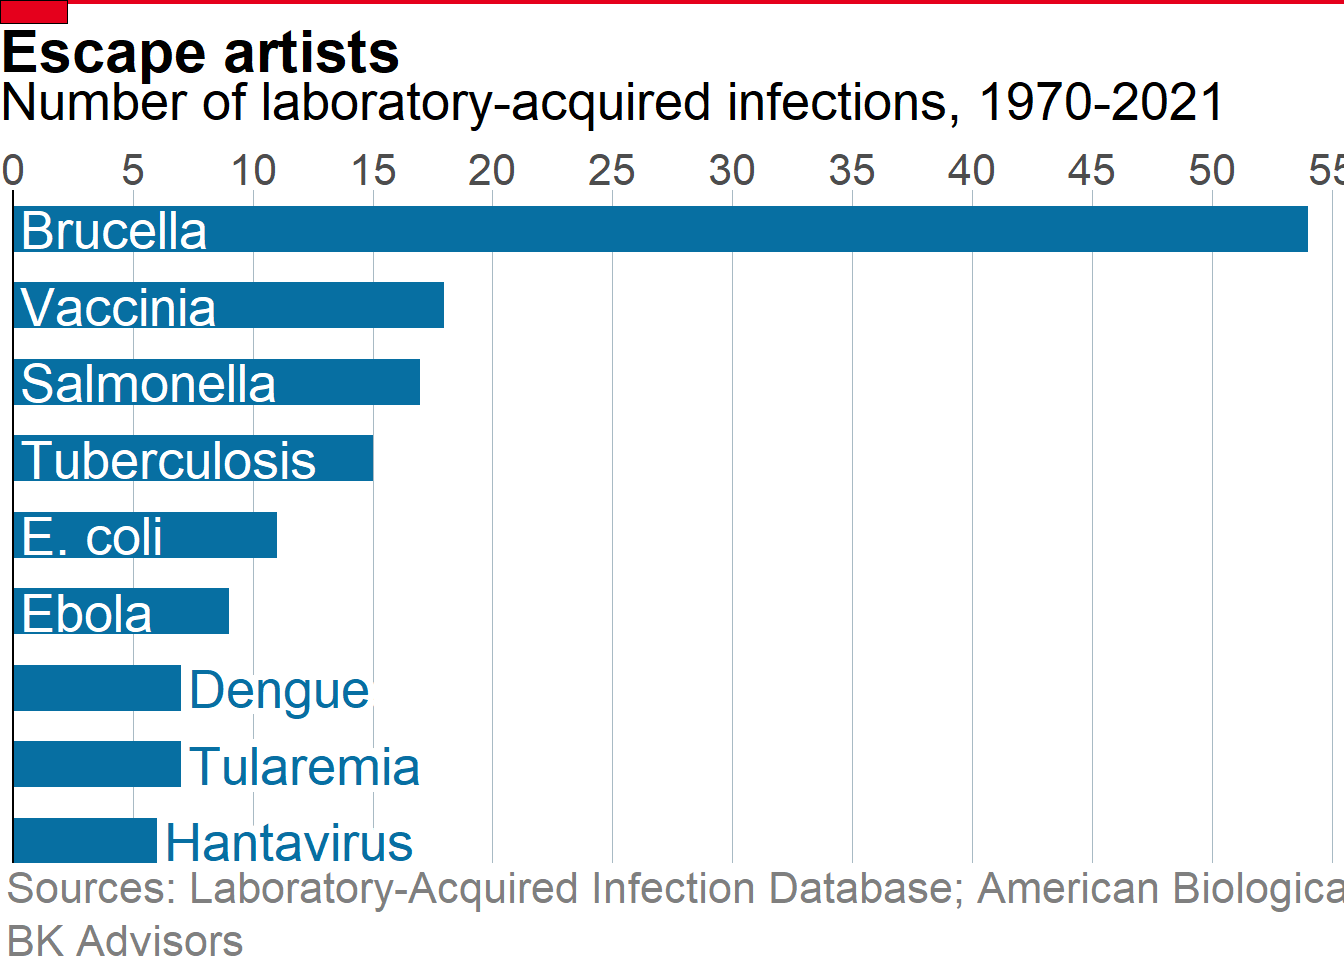 Escape artists
Number of laboratory-acquired infections, 1970-2021
0 5 10 15 20 25 30 35 40 45 50 55
Brucella
Vaccinia
Salmonella
Tuberculosis
E. coli
Ebola
Dengue
Tularemia
Hantavirus
Sources: Laboratory-Acquired Infection Database; American Biologica
BK Advisors